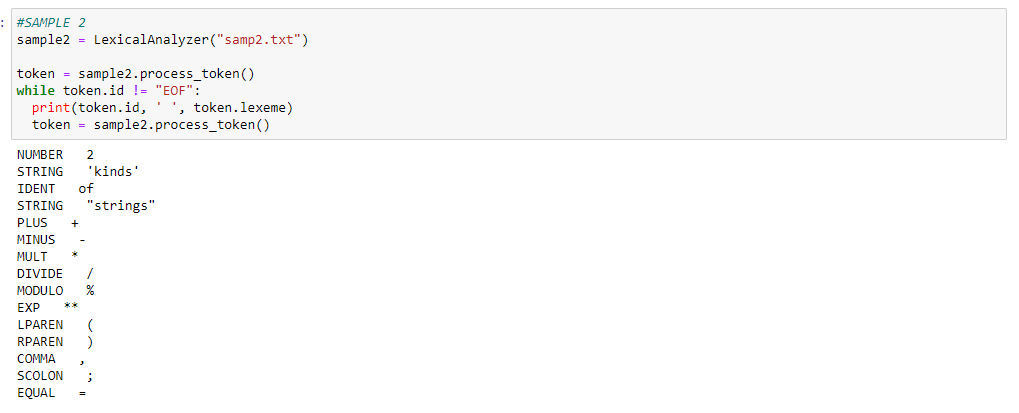 :
#SAMPLE 2
sample2 = LexicalAnalyzer("samp2.txt")
token = sample2.process_token()
while token.id != "EOF":
  print(token.id, ' ', token.lexeme)
  token = sample2.process_token()
NUMBER   2
STRING   'kinds'
IDENT   of
STRING   "strings"
PLUS   +
MINUS   -
MULT   *
DIVIDE   /
MODULO   %
EXP   **
LPAREN   (
RPAREN   )
COMMA   ,
SCOLON   ;
EQUAL   =